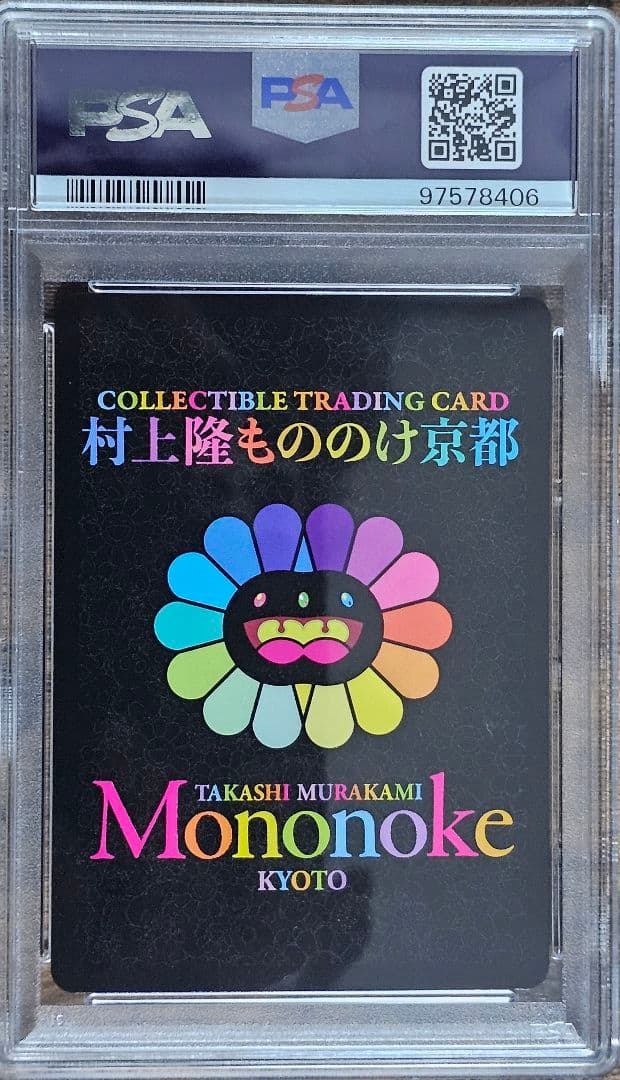 PSA
PSA
97578406
COLLECTIBLE TRADING CARD
村上隆もののけ京都
TAKASHI MURAKAMI
Mononoke
KYOTO